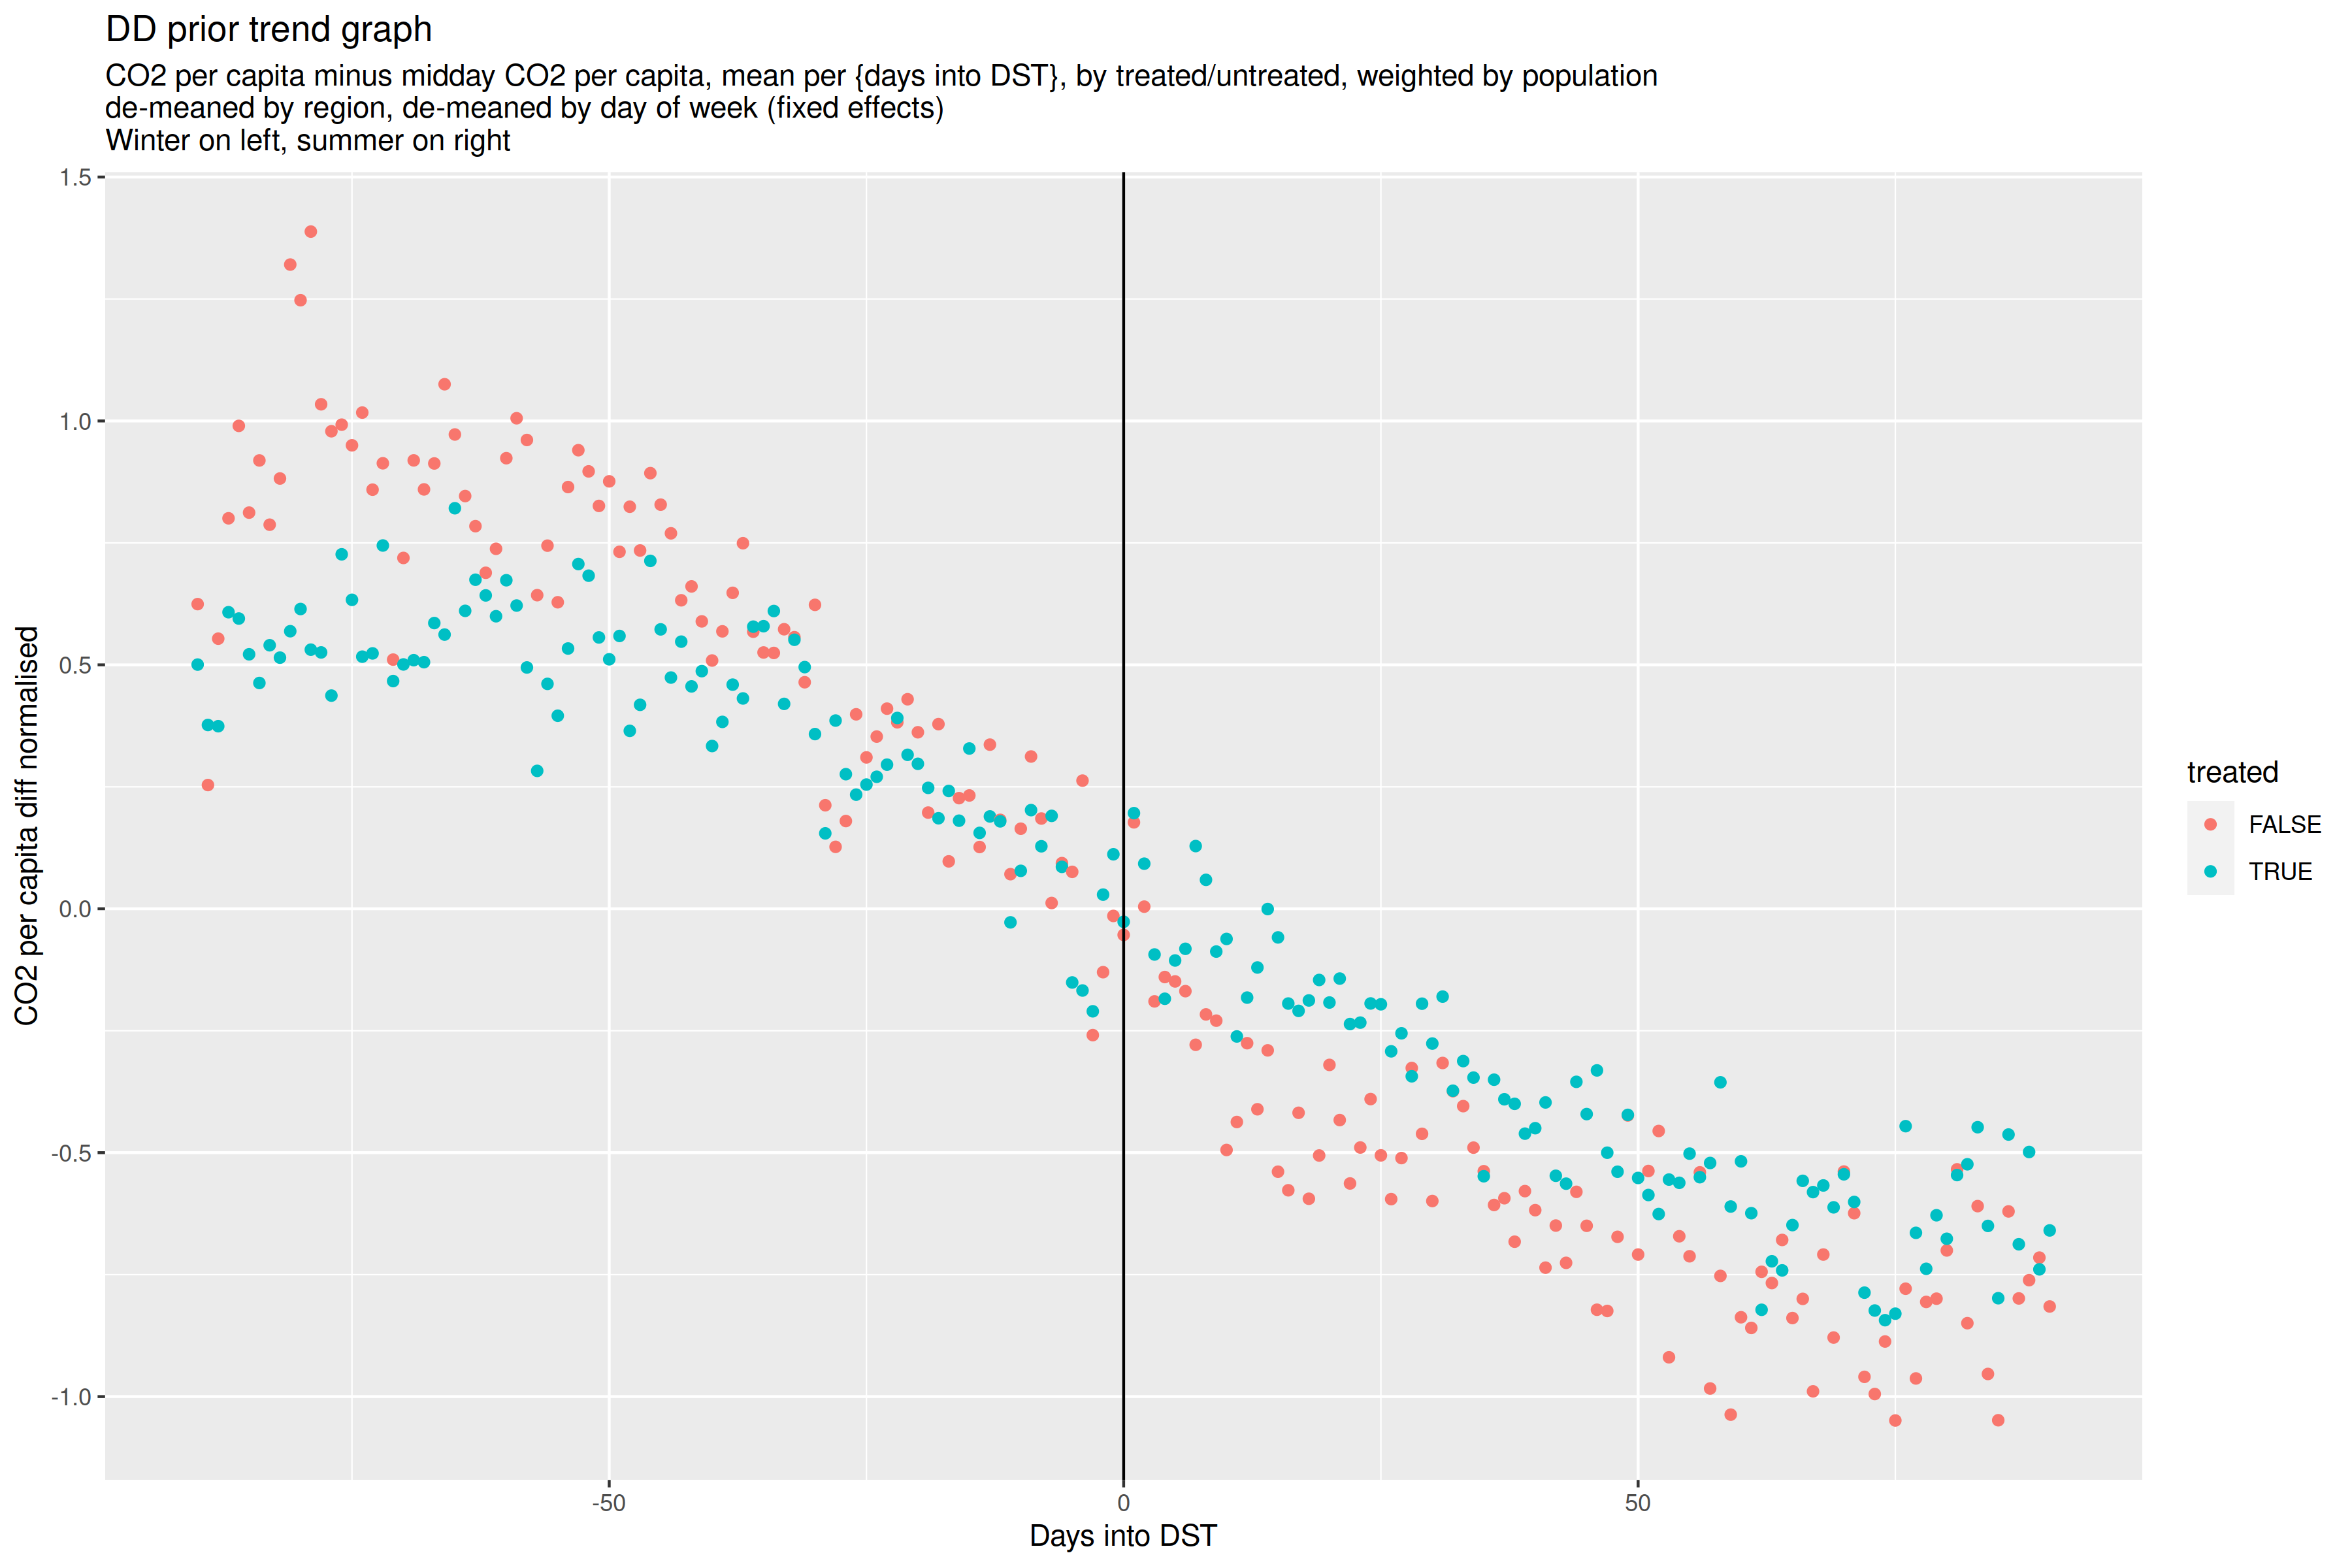 DD prior trend graph
CO2 per capita minus midday CO2 per capita, mean per {days into DST}, by treated/untreated, weighted by population
de-meaned by region, de-meaned by day of week (fixed effects)
Winter on left, summer on right
1.5
1.0
0.5
0.0
-0.5
-1.0
CO2 per capita diff normalised
-50
0
50
Days into DST
treated
FALSE
TRUE